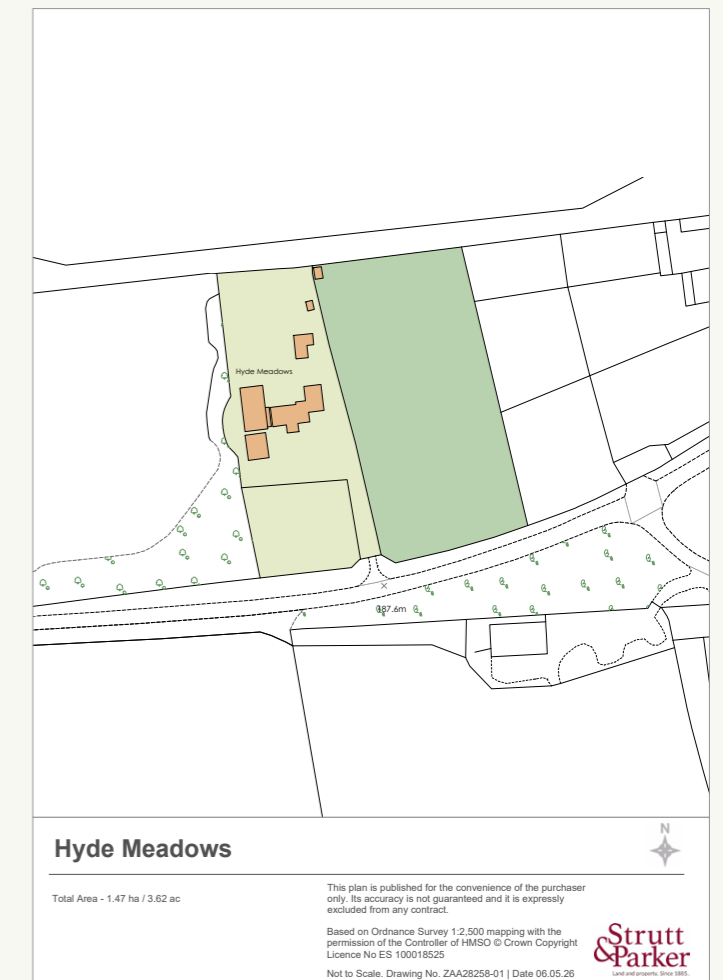 Hyde Meadows
187.6m
Hyde Meadows
N
Total Area - 1.47 ha / 3.62 ac
This plan is published for the convenience of the purchaser
only. Its accuracy is not guaranteed and it is expressly
excluded from any contract.
Based on Ordnance Survey 1:2,500 mapping with the
permission of the Controller of HMSO © Crown Copyright
Licence No ES 100018525
Not to Scale. Drawing No. ZAA28258-01 | Date 06.05.26
Strutt
&Parker
Land and property. Since 1885.